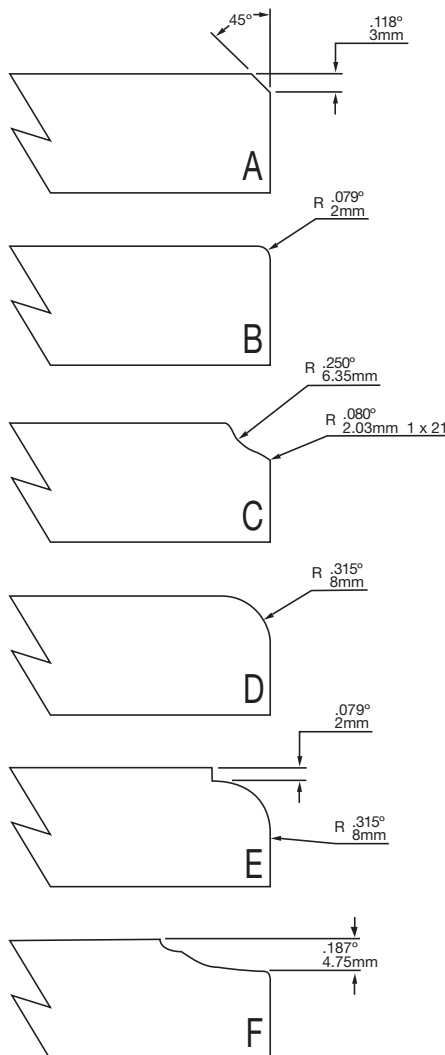 45°
.118°
3mm
A
R .079°
2mm
B
R .250°
6.35mm
R .080°
2.03mm 1 x 21
C
R .315°
8mm
D
.079°
2mm
R .315°
8mm
E
.187°
4.75mm
F